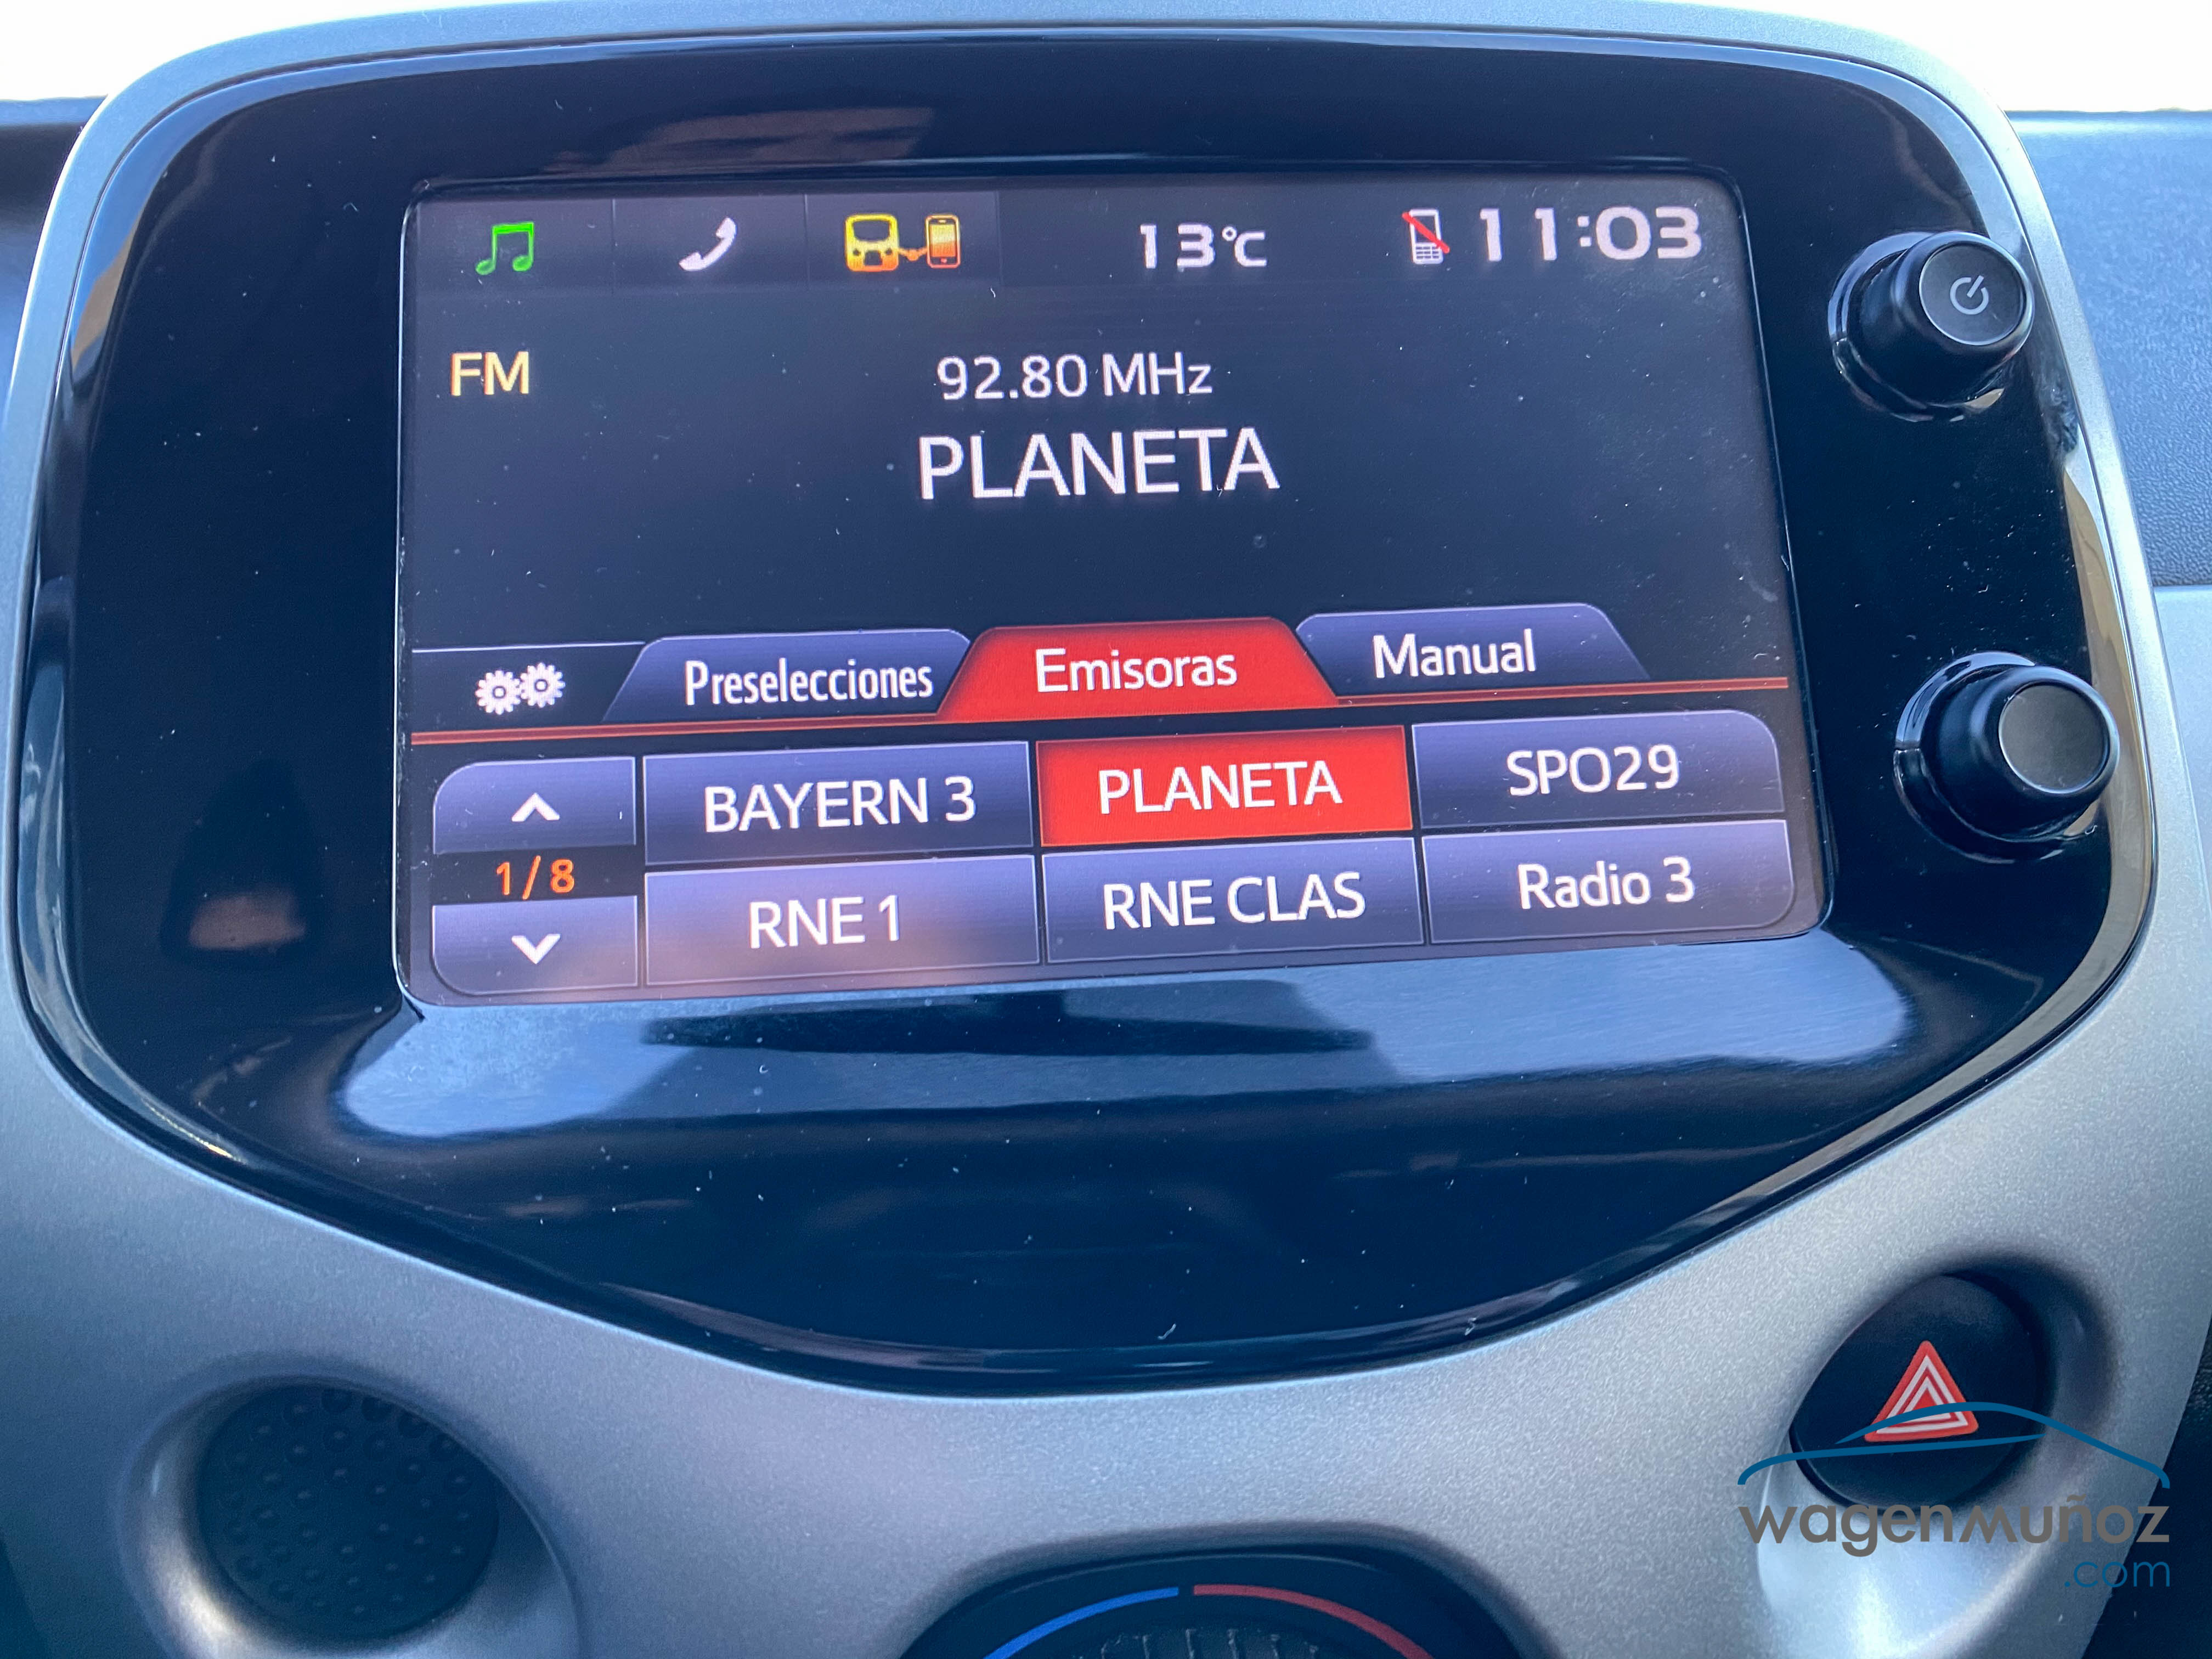 13°C 11:03
FM
92.80 MHz
PLANETA
Preselecciones Emisoras Manual
BAYERN 3 PLANETA SPO29
1/8
RNE 1 RNE CLAS Radio 3
wagenmuñoz
.com